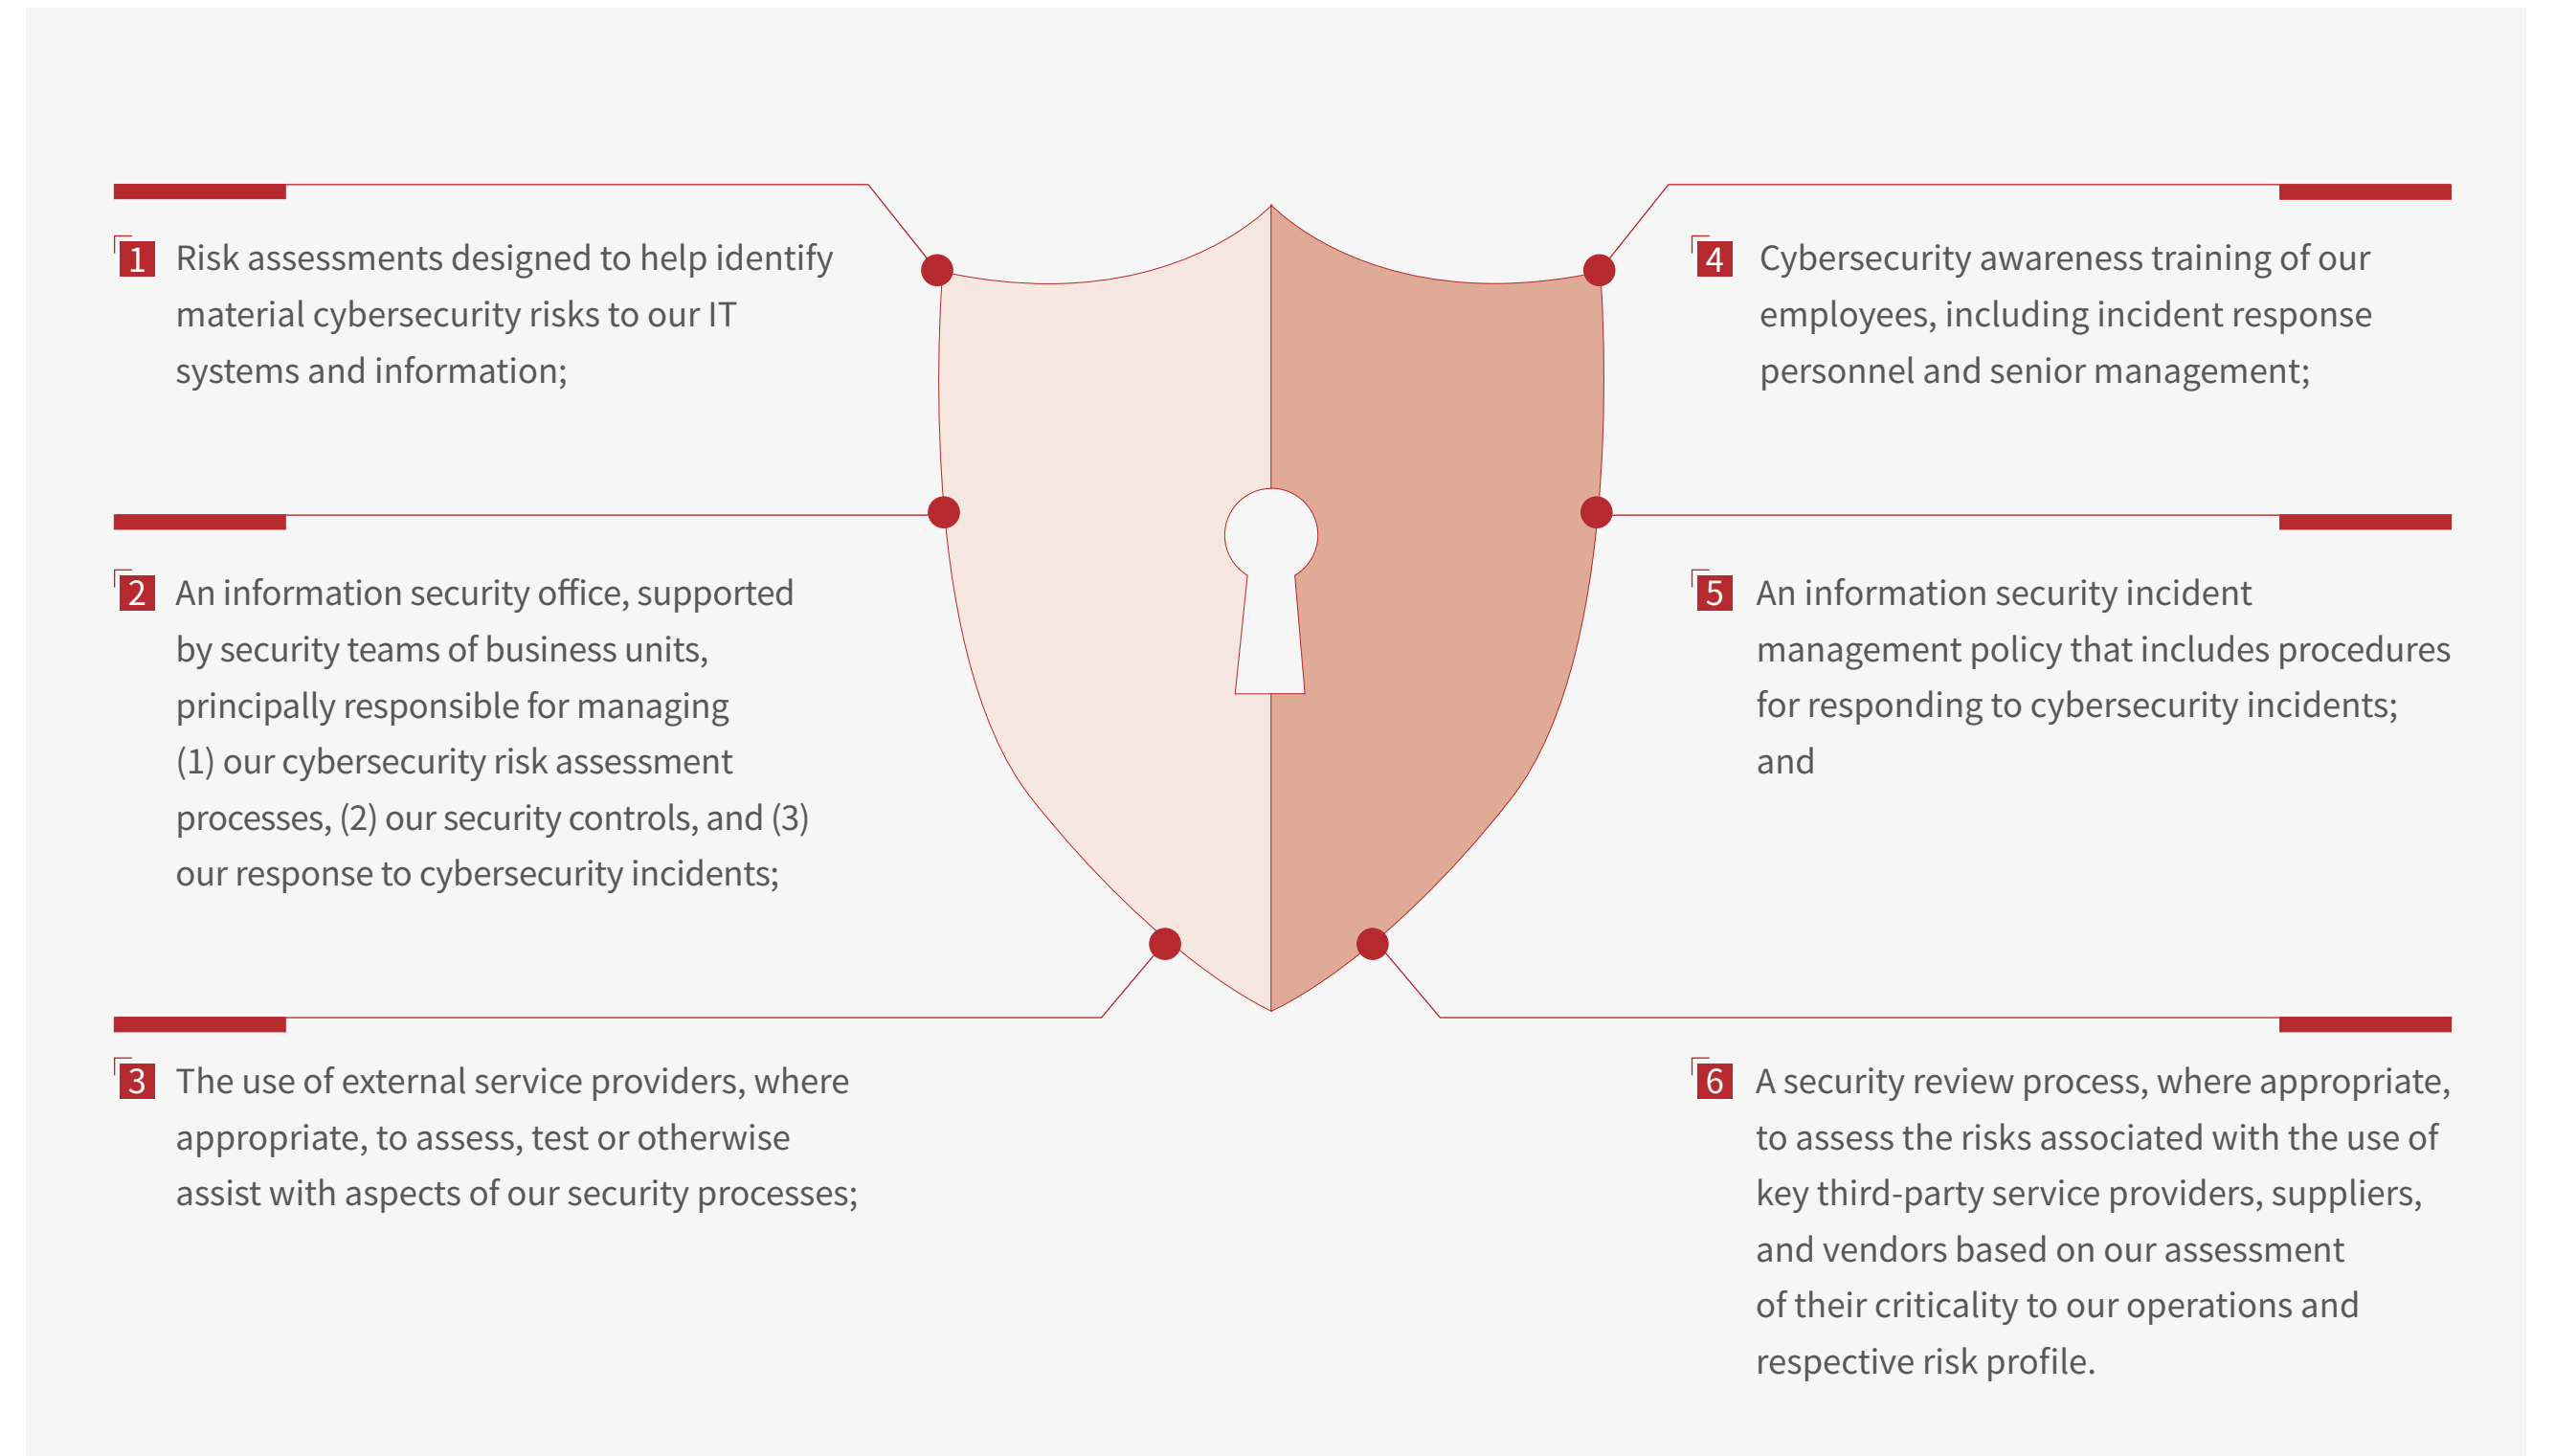 1 Risk assessments designed to help identify
material cybersecurity risks to our IT
systems and information;
2 An information security office, supported
by security teams of business units,
principally responsible for managing
(1) our cybersecurity risk assessment
processes, (2) our security controls, and (3)
our response to cybersecurity incidents;
3 The use of external service providers, where
appropriate, to assess, test or otherwise
assist with aspects of our security processes;
4 Cybersecurity awareness training of our
employees, including incident response
personnel and senior management;
5 An information security incident
management policy that includes procedures
for responding to cybersecurity incidents;
and
6 A security review process, where appropriate,
to assess the risks associated with the use of
key third-party service providers, suppliers,
and vendors based on our assessment
of their criticality to our operations and
respective risk profile.